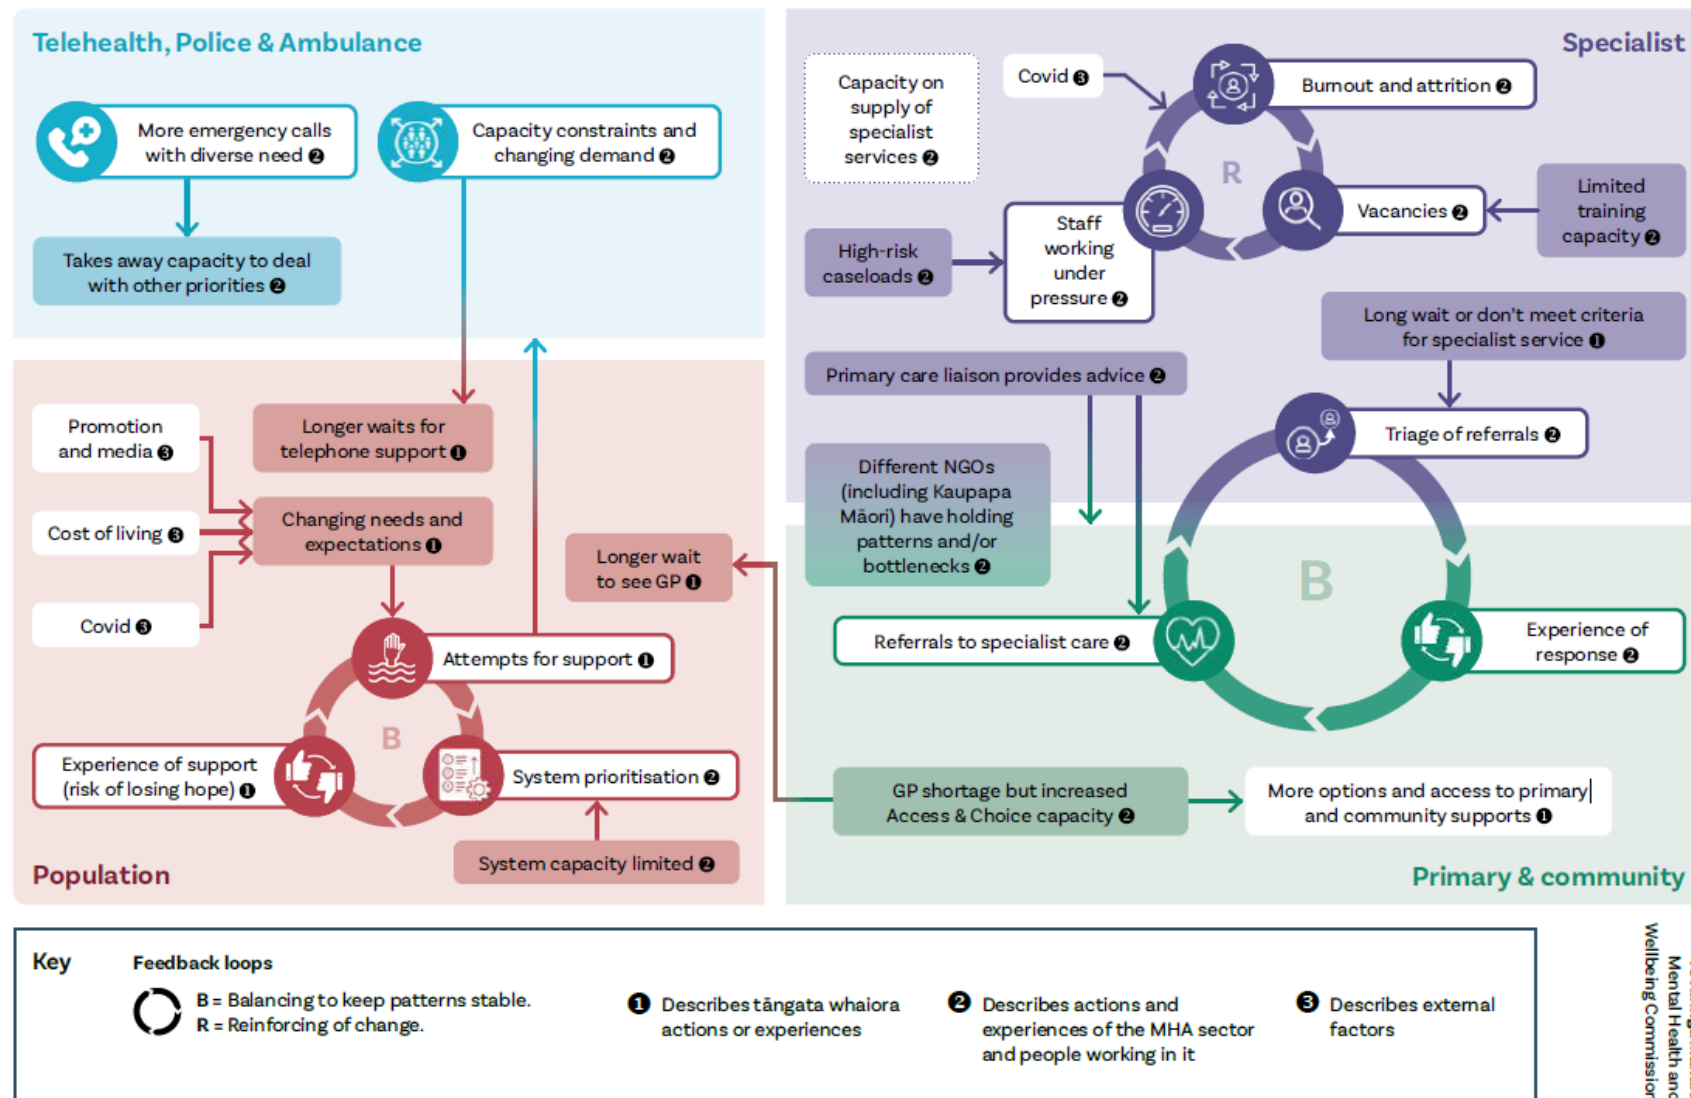 Telehealth, Police & Ambulance
More emergency calls
with diverse need ❷
Capacity constraints and
changing demand ❷
Takes away capacity to deal
with other priorities ❷
Specialist
Capacity on
supply of
specialist
services ❷
Covid ❸
Burnout and attrition ❷
R
Vacancies ❷
Limited
training
capacity ❷
Staff
working
under
pressure ❷
High-risk
caseloads ❷
Long wait or don't meet criteria
for specialist service ❶
Primary care liaison provides advice ❷
Triage of referrals ❷
Different NGOs
(including Kaupapa
Māori) have holding
patterns and/or
bottlenecks ❷
Promotion
and media ❸
Longer waits for
telephone support ❶
Cost of living ❸
Changing needs and
expectations ❶
Covid ❸
Longer wait
to see GP ❶
Attempts for support ❶
B
Experience of support
(risk of losing hope) ❶
System prioritisation ❷
System capacity limited ❷
Population
B
Referrals to specialist care ❷
Experience of
response ❷
GP shortage but increased
Access & Choice capacity ❷
More options and access to primary
and community supports ❶
Primary & community
Key
Feedback loops
B = Balancing to keep patterns stable.
R = Reinforcing of change.
❶ Describes tāngata whaiora
actions or experiences
❷ Describes actions and
experiences of the MHA sector
and people working in it
❸ Describes external
factors
Mental Health and
Wellbeing Commission